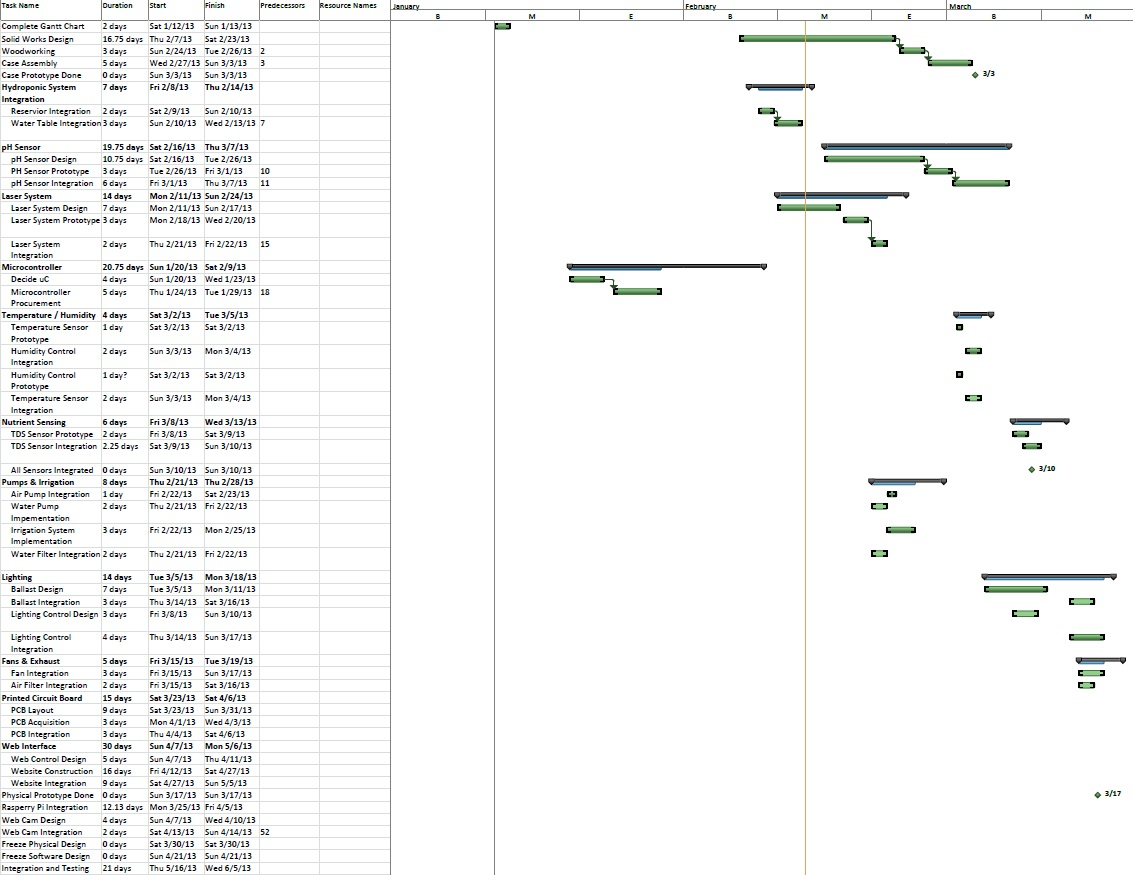 Task Name Duration Start Finish Predecessors Resource Names January February March
B M E B M E B M
Complete Gantt Chart 2 days Sat 1/12/13 Sun 1/13/13
Solid Works Design 16.75 days Thu 2/7/13 Sat 2/23/13
Woodworking 3 days Sun 2/24/13 Tue 2/26/13 2
Case Assembly 5 days Wed 2/27/13 Sun 3/3/13 3
Case Prototype Done 0 days Sun 3/3/13 Sun 3/3/13 3/3
Hydroponic System 7 days Fri 2/8/13 Thu 2/14/13
Integration
Reservior Integration 2 days Sat 2/9/13 Sun 2/10/13
Water Table Integration 3 days Sun 2/10/13 Wed 2/13/13 7
pH Sensor 19.75 days Sat 2/16/13 Thu 3/7/13
pH Sensor Design 10.75 days Sat 2/16/13 Tue 2/26/13
PH Sensor Prototype 3 days Tue 2/26/13 Fri 3/1/13 10
pH Sensor Integration 6 days Fri 3/1/13 Thu 3/7/13 11
Laser System 14 days Mon 2/11/13 Sun 2/24/13
Laser System Design 7 days Mon 2/11/13 Sun 2/17/13
Laser System Prototype 3 days Mon 2/18/13 Wed 2/20/13
Laser System 2 days Thu 2/21/13 Fri 2/22/13 15
Integration
Microcontroller 20.75 days Sun 1/20/13 Sat 2/9/13
Decide uC 4 days Sun 1/20/13 Wed 1/23/13
Microcontroller 5 days Thu 1/24/13 Tue 1/29/13 18
Procurement
Temperature / Humidity 4 days Sat 3/2/13 Tue 3/5/13
Temperature Sensor 1 day Sat 3/2/13 Sat 3/2/13
Prototype
Humidity Control 2 days Sun 3/3/13 Mon 3/4/13
Integration
Humidity Control 1 day? Sat 3/2/13 Sat 3/2/13
Prototype
Temperature Sensor 2 days Sun 3/3/13 Mon 3/4/13
Integration
Nutrient Sensing 6 days Fri 3/8/13 Wed 3/13/13
TDS Sensor Prototype 2 days Fri 3/8/13 Sat 3/9/13
TDS Sensor Integration 2.25 days Sat 3/9/13 Sun 3/10/13
All Sensors Integrated 0 days Sun 3/10/13 Sun 3/10/13 3/10
Pumps & Irrigation 8 days Thu 2/21/13 Thu 2/28/13
Air Pump Integration 1 day Fri 2/22/13 Sat 2/23/13
Water Pump 2 days Thu 2/21/13 Fri 2/22/13
Impementation
Irrigation System 3 days Fri 2/22/13 Mon 2/25/13
Implementation
Water Filter Integration 2 days Thu 2/21/13 Fri 2/22/13
Lighting 14 days Tue 3/5/13 Mon 3/18/13
Ballast Design 7 days Tue 3/5/13 Mon 3/11/13
Ballast Integration 3 days Thu 3/14/13 Sat 3/16/13
Lighting Control Design 3 days Fri 3/8/13 Sun 3/10/13
Lighting Control 4 days Thu 3/14/13 Sun 3/17/13
Integration
Fans & Exhaust 5 days Fri 3/15/13 Tue 3/19/13
Fan Integration 3 days Fri 3/15/13 Sun 3/17/13
Air Filter Integration 2 days Fri 3/15/13 Sat 3/16/13
Printed Circuit Board 15 days Sat 3/23/13 Sat 4/6/13
PCB Layout 9 days Sat 3/23/13 Sun 3/31/13
PCB Acquisition 3 days Mon 4/1/13 Wed 4/3/13
PCB Integration 3 days Thu 4/4/13 Sat 4/6/13
Web Interface 30 days Sun 4/7/13 Mon 5/6/13
Web Control Design 5 days Sun 4/7/13 Thu 4/11/13
Website Construction 16 days Fri 4/12/13 Sat 4/27/13
Website Integration 9 days Sat 4/27/13 Sun 5/5/13
Physical Prototype Done 0 days Sun 3/17/13 Sun 3/17/13 3/17
Rasperry Pi Integration 12.13 days Mon 3/25/13 Fri 4/5/13
Web Cam Design 4 days Sun 4/7/13 Wed 4/10/13
Web Cam Integration 2 days Sat 4/13/13 Sun 4/14/13 52
Freeze Physical Design 0 days Sat 3/30/13 Sat 3/30/13
Freeze Software Design 0 days Sun 4/21/13 Sun 4/21/13
Integration and Testing 21 days Thu 5/16/13 Wed 6/5/13